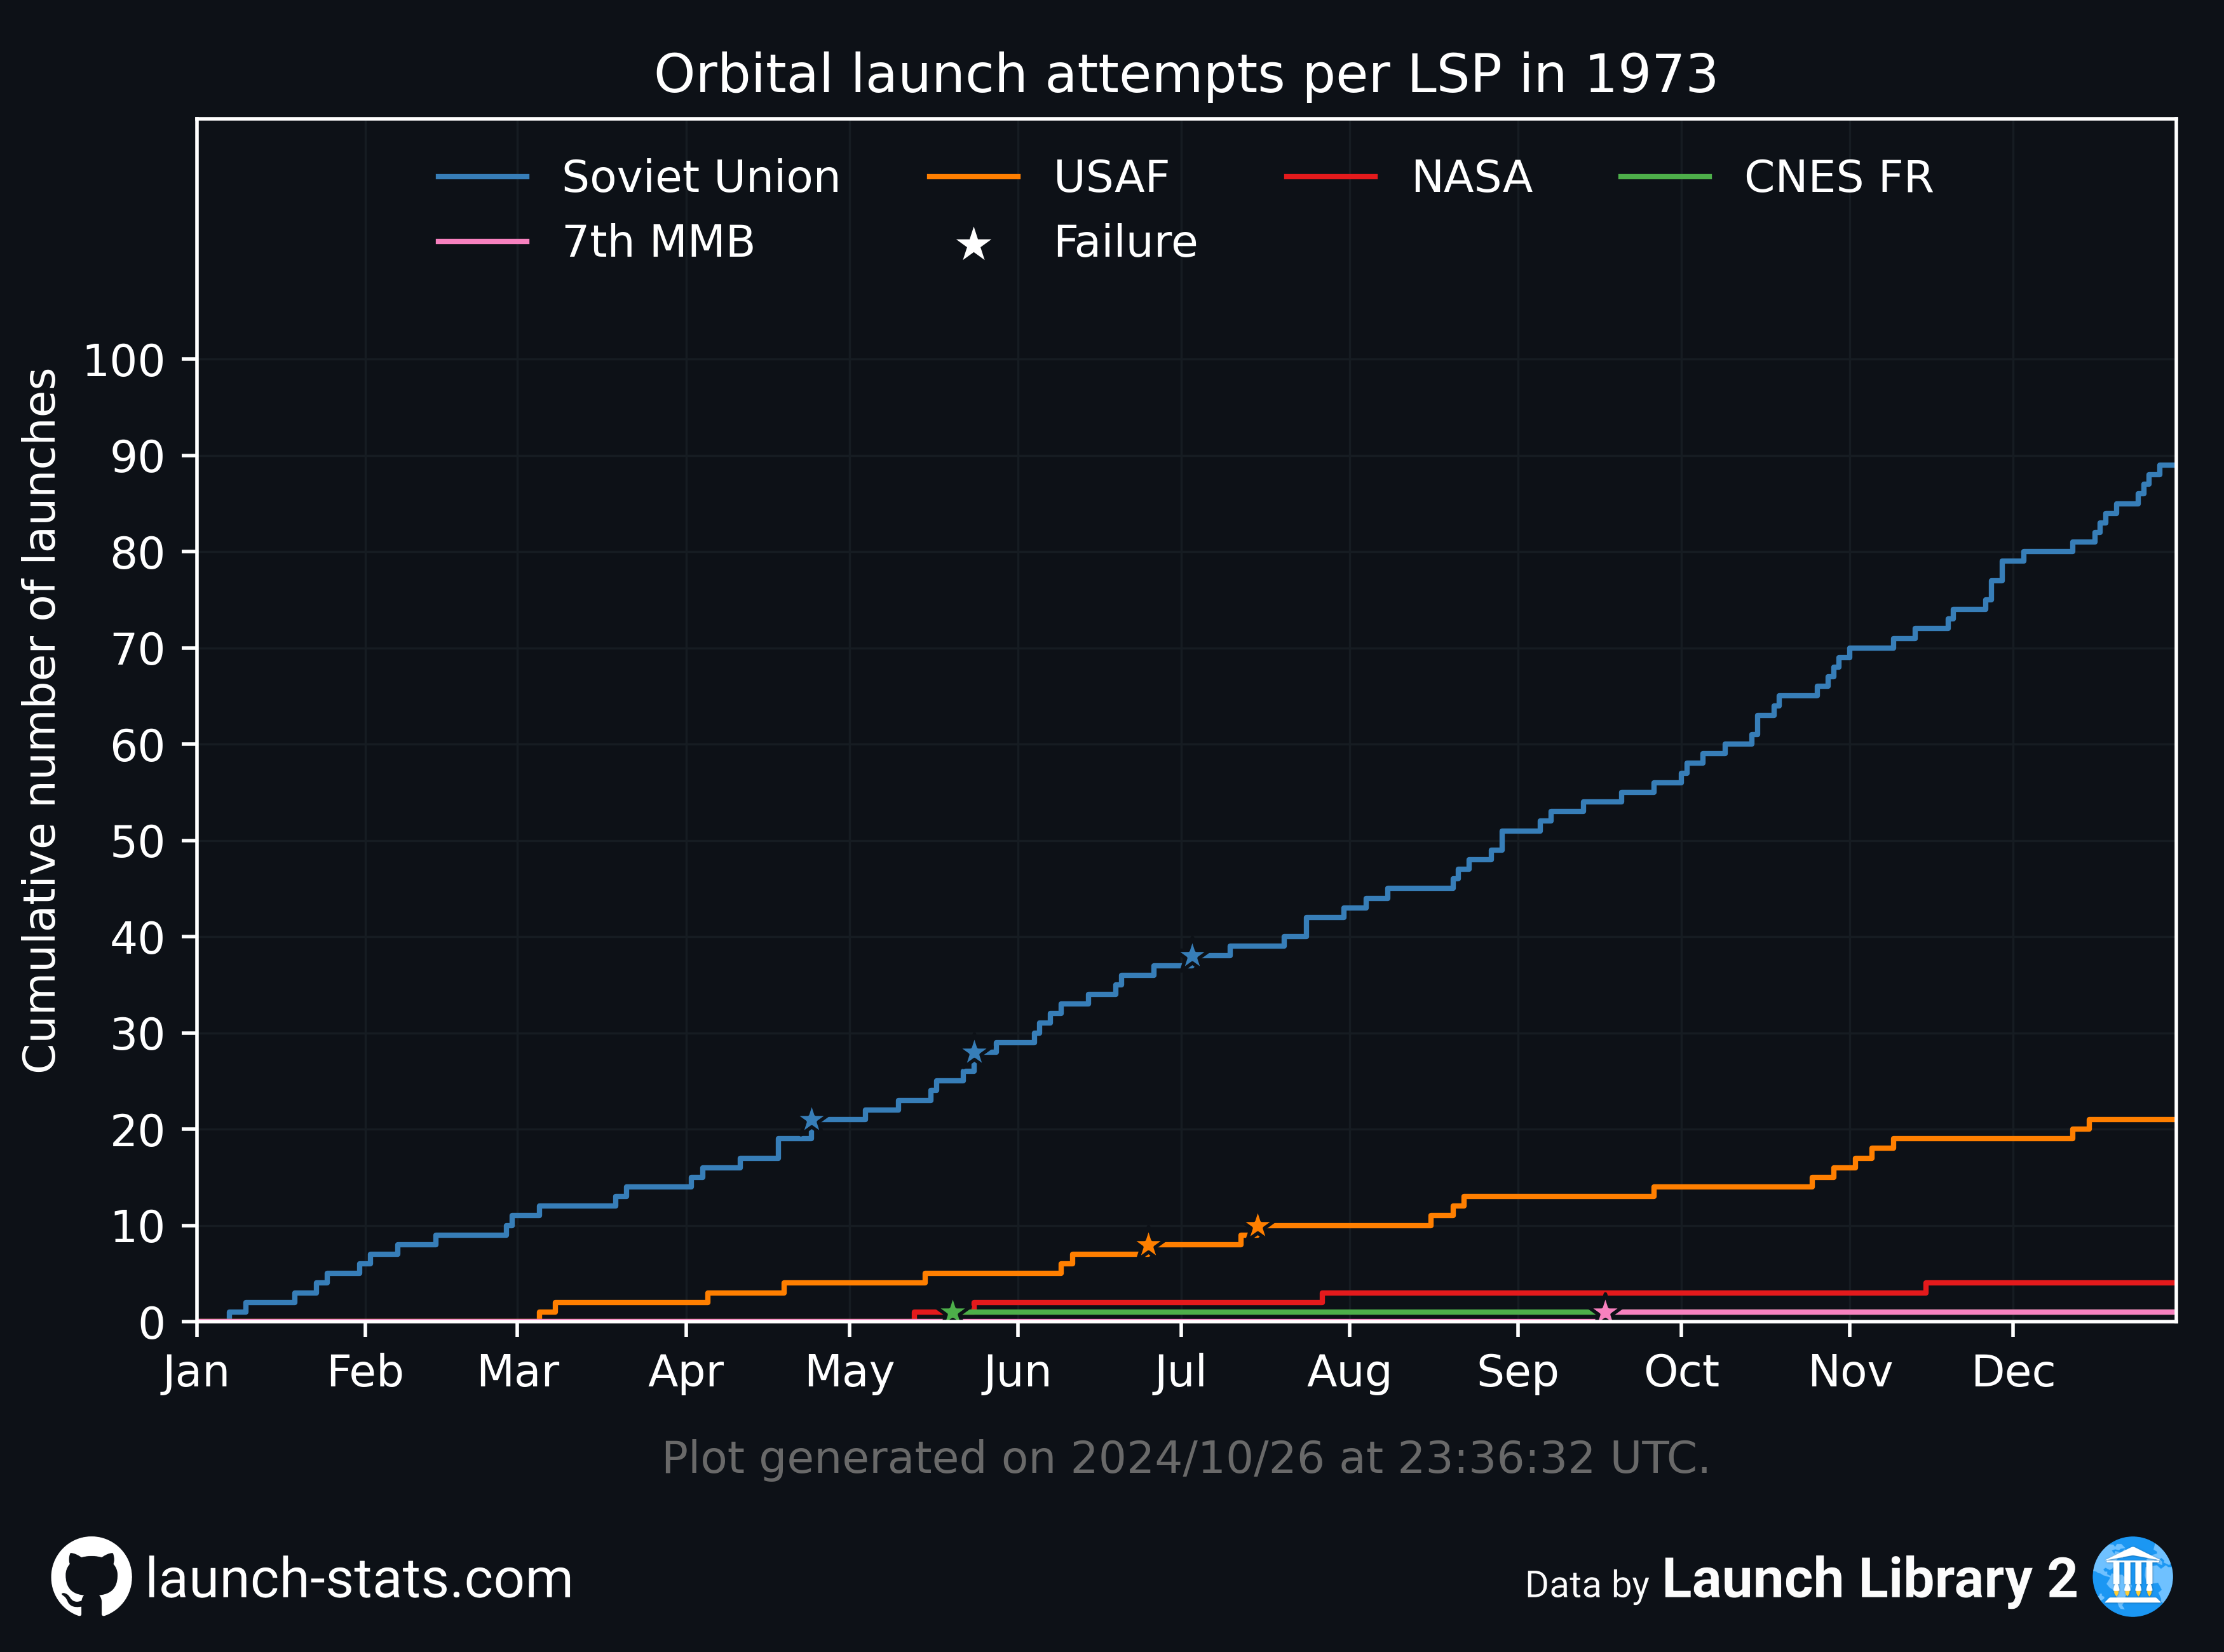 Orbital launch attempts per LSP in 1973
Soviet Union USAF NASA CNES FR
7th MMB Failure
Cumulative number of launches
100
90
80
70
60
50
40
30
20
10
0
Jan Feb Mar Apr May Jun Jul Aug Sep Oct Nov Dec
Plot generated on 2024/10/26 at 23:36:32 UTC.
launch-stats.com
Data by Launch Library 2